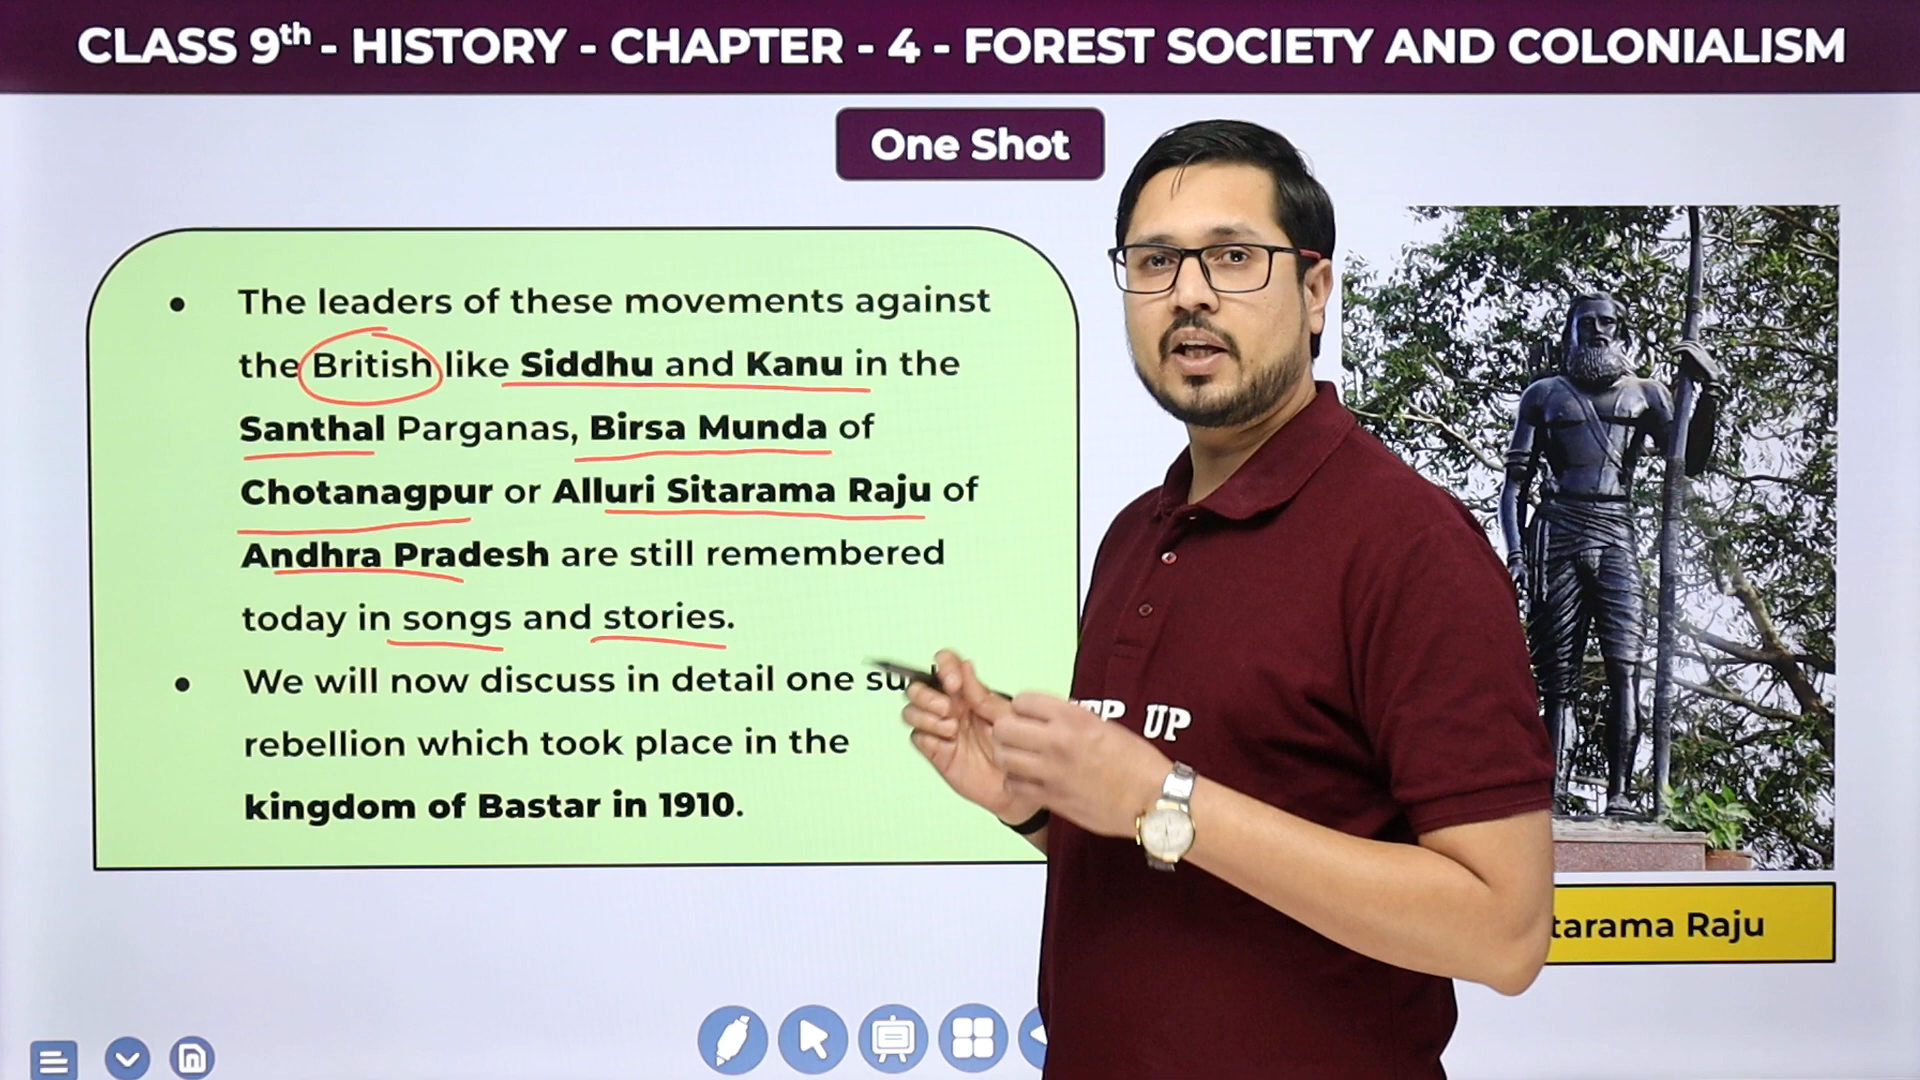 CLASS 9th - HISTORY - CHAPTER - 4 - FOREST SOCIETY AND COLONIALISM
One Shot
• The leaders of these movements against
the British like Siddhu and Kanu in the
Santhal Parganas, Birsa Munda of
Chotanagpur or Alluri Sitarama Raju of
Andhra Pradesh are still remembered
today in songs and stories.
• We will now discuss in detail one
rebellion which took place in the
kingdom of Bastar in 1910.
UP
Raju